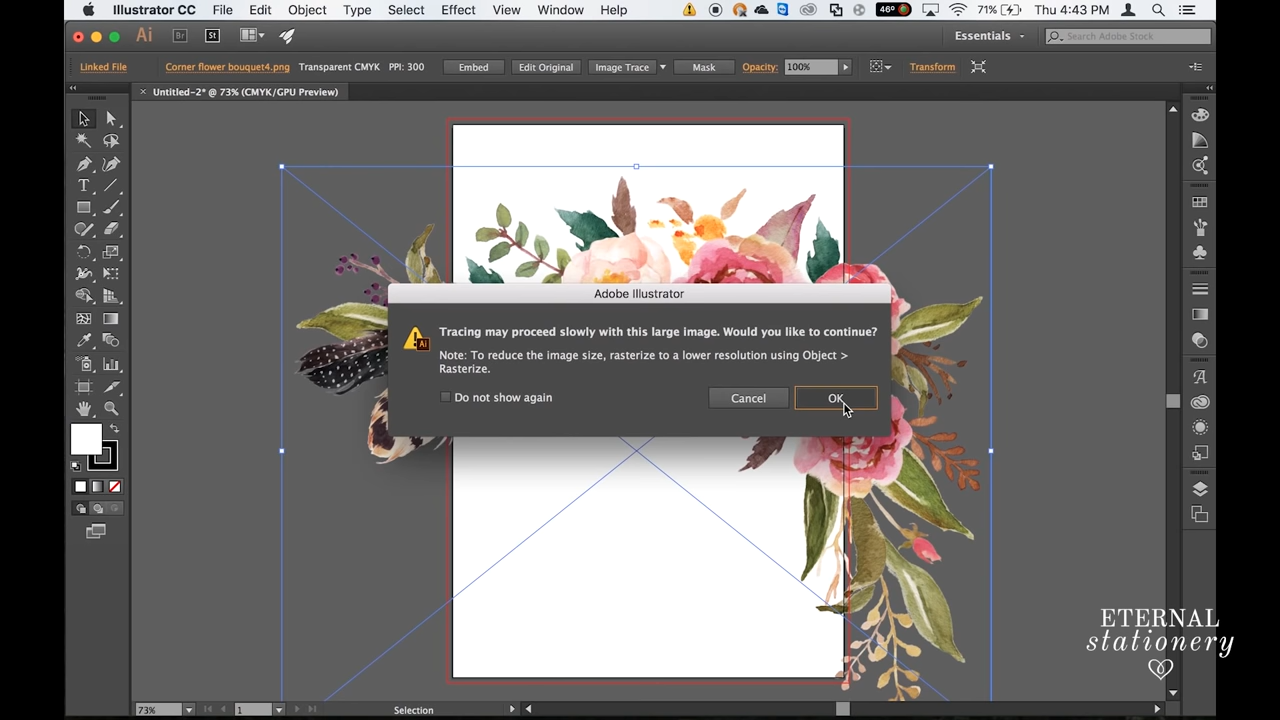 Illustrator CC File Edit Object Type Select Effect View Window Help 46° 71% Thu 4:43 PM
Ai Br St Essentials Search Adobe Stock
Linked File Corner flower bouquet4.png Transparent CMYK PPI: 300 Embed Edit Original Image Trace Mask Opacity: 100% Transform
× Untitled-2* @ 73% (CMYK/GPU Preview)
Adobe Illustrator
Tracing may proceed slowly with this large image. Would you like to continue?
Note: To reduce the image size, rasterize to a lower resolution using Object >
Rasterize.
Do not show again Cancel OK
ETERNAL
stationery
73% 1 Selection